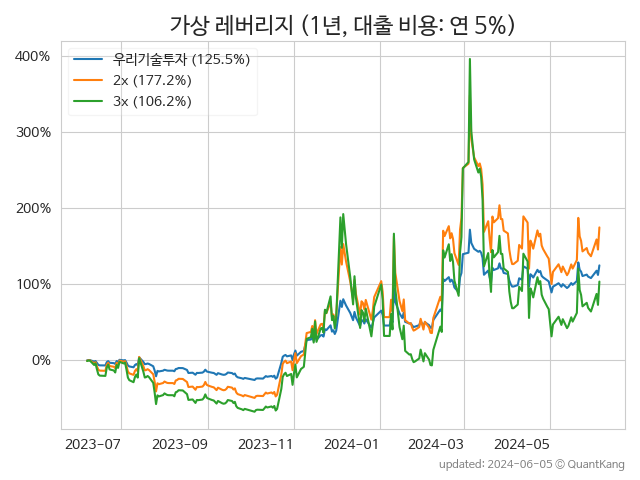 가상 레버리지 (1년, 대출 비용: 연 5%)
우리기술투자 (125.5%)
2x (177.2%)
3x (106.2%)
400%
300%
200%
100%
0%
2023-07 2023-09 2023-11 2024-01 2024-03 2024-05
updated: 2024-06-05 © QuantKang